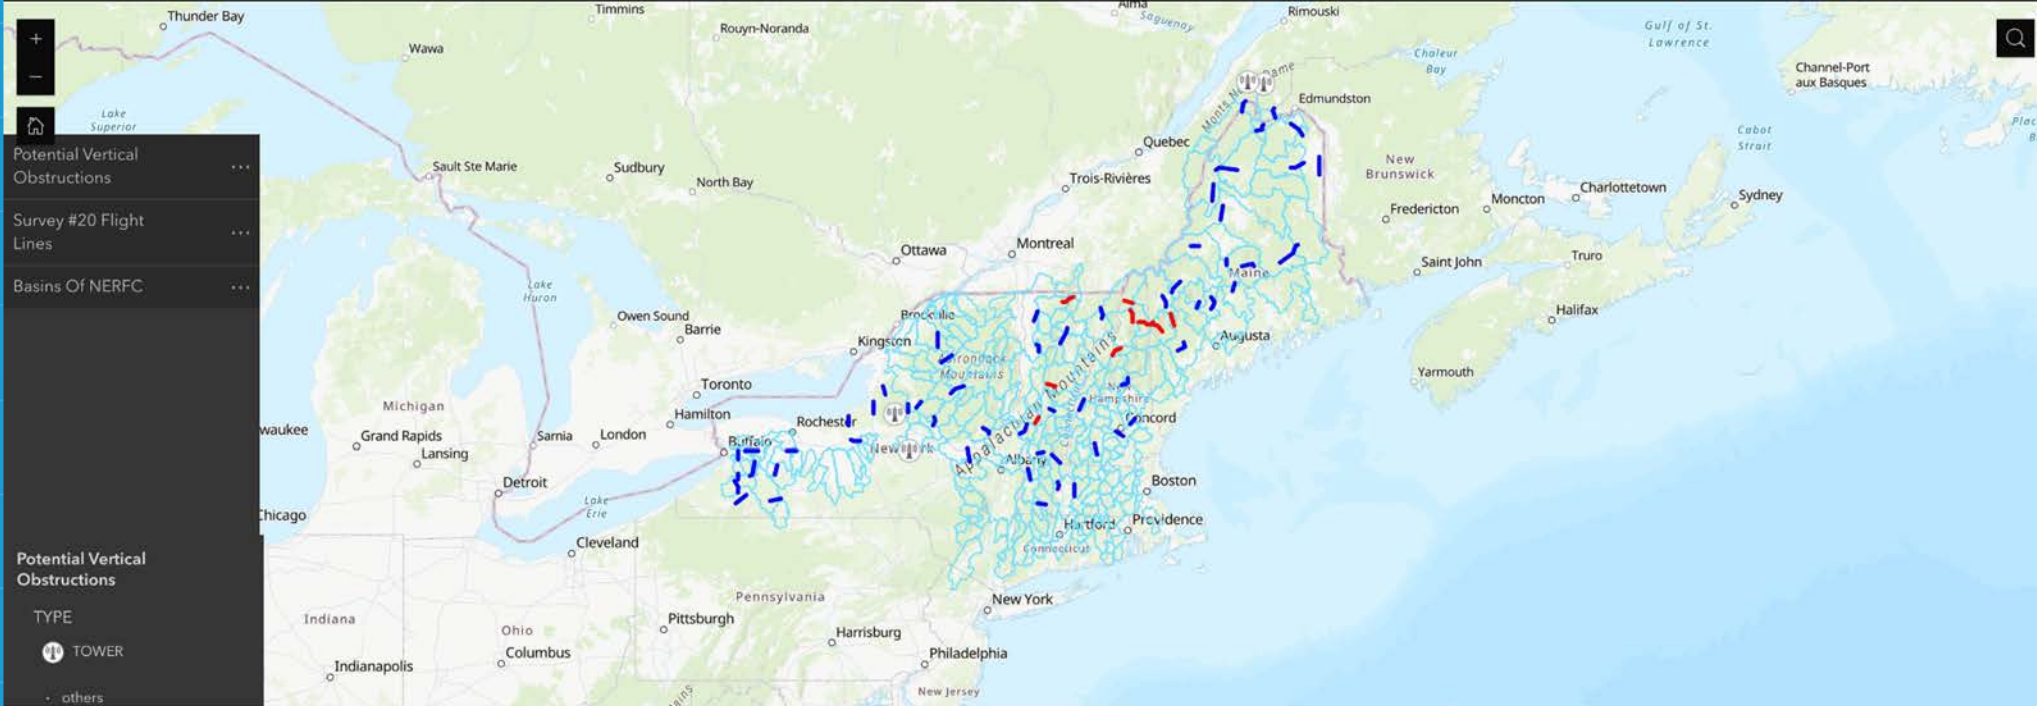 Thunder Bay
Timmins
Alma
Saguenay
Rimouski
Rouyn-Noranda
Gulf of St.
Lawrence
Wawa
Chaleur
Bay
Channel-Port
aux Basques
Edmundston
Lake
Superior
Cabot
Strait
Quebec
Sault Ste Marie
Sudbury
North Bay
Trois-Rivières
New
Brunswick
Charlottetown
Moncton
Sydney
Fredericton
Ottawa
Montreal
Saint John
Truro
Maine
Lake
Huron
Owen Sound
Barrie
Brockville
Halifax
Kingston
Augusta
Adirondack
Mountains
Appalachian Mountains
Yarmouth
Toronto
Michigan
New
Hampshire
Hamilton
Rochester
Concord
waukee
Grand Rapids
Lansing
Sarnia
London
Buffalo
New York
Albany
Detroit
Boston
Lake
Erie
Chicago
Hartford
Providence
Connecticut
Cleveland
Pennsylvania
New York
Indiana
Ohio
Pittsburgh
Harrisburg
Columbus
Philadelphia
Indianapolis
New Jersey
+
−
Potential Vertical
Obstructions
...
Survey #20 Flight
Lines
...
Basins Of NERFC
...
Potential Vertical
Obstructions
TYPE
TOWER
others